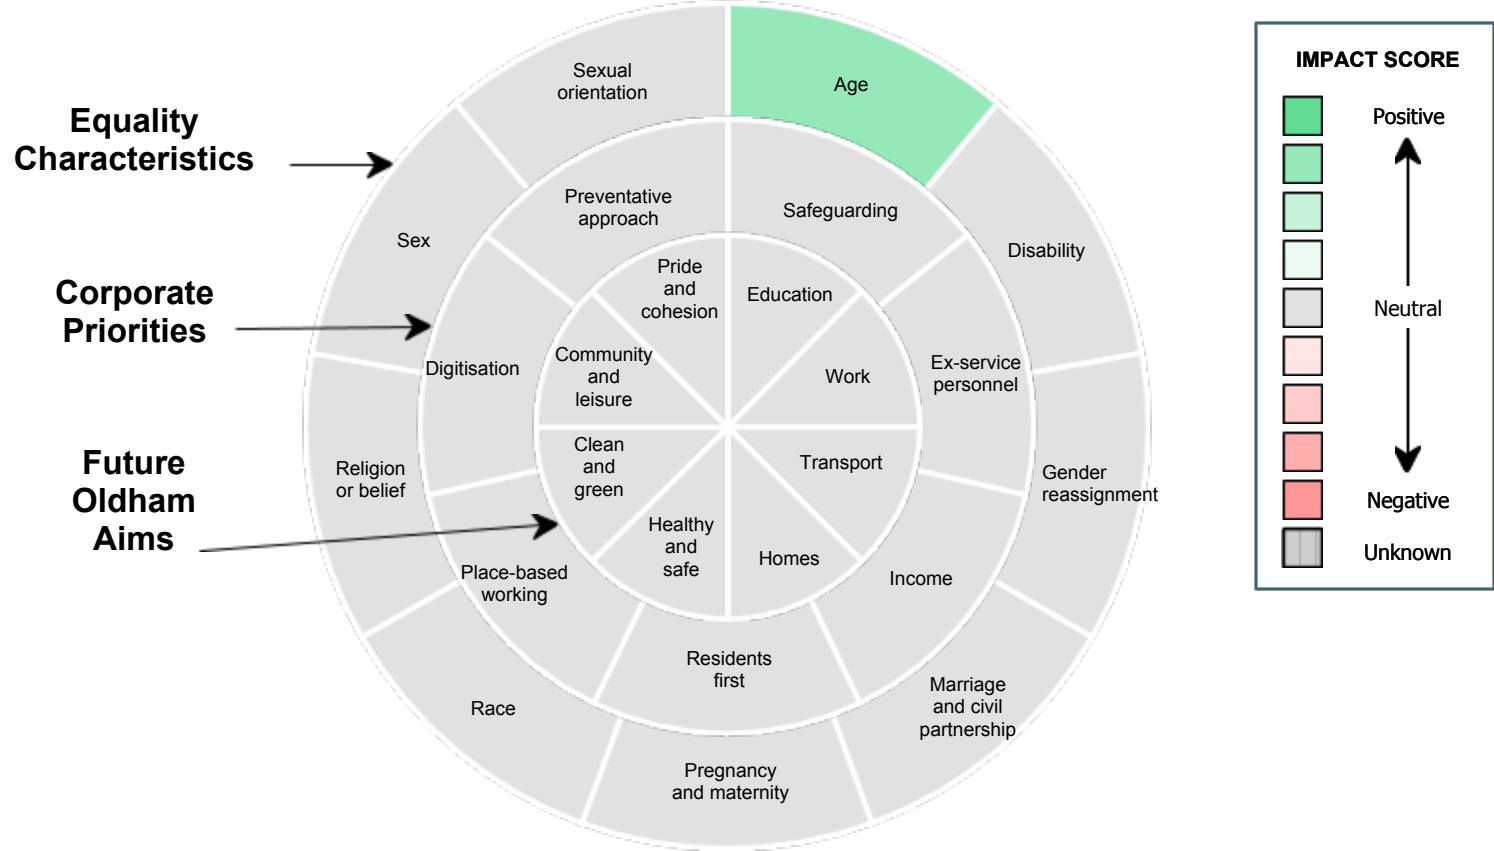 Equality
Characteristics
Corporate
Priorities
Future
Oldham
Aims
Sexual
orientation
Age
Sex
Disability
Religion
or belief
Gender
reassignment
Race
Marriage
and civil
partnership
Pregnancy
and maternity
Preventative
approach
Safeguarding
Digitisation
Ex-service
personnel
Place-based
working
Income
Residents
first
Pride
and
cohesion
Education
Community
and
leisure
Work
Clean
and
green
Transport
Healthy
and
safe
Homes
IMPACT SCORE
Positive
Neutral
Negative
Unknown